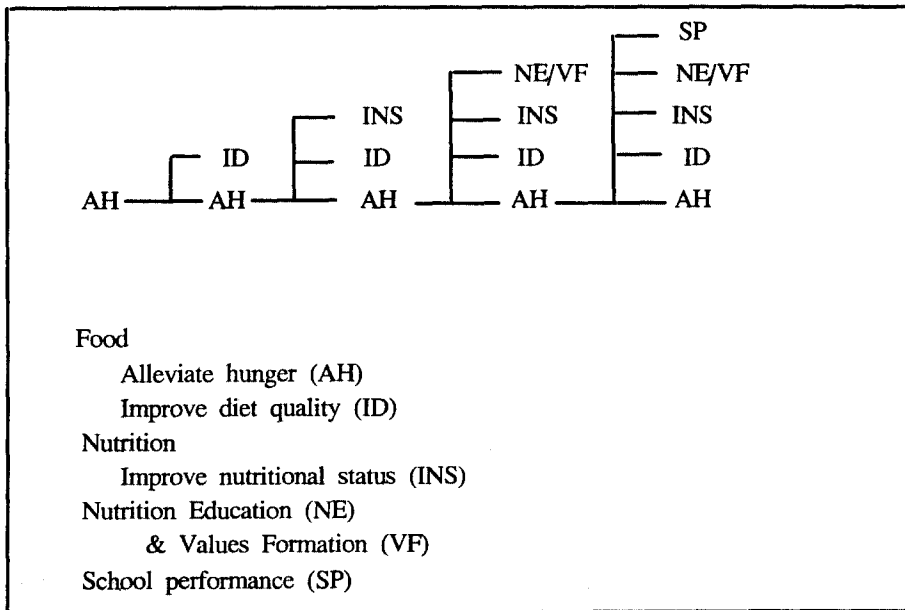 SP
NE/VF NE/VF
INS INS INS
ID ID ID ID
AH AH AH AH AH
Food
Alleviate hunger (AH)
Improve diet quality (ID)
Nutrition
Improve nutritional status (INS)
Nutrition Education (NE)
& Values Formation (VF)
School performance (SP)